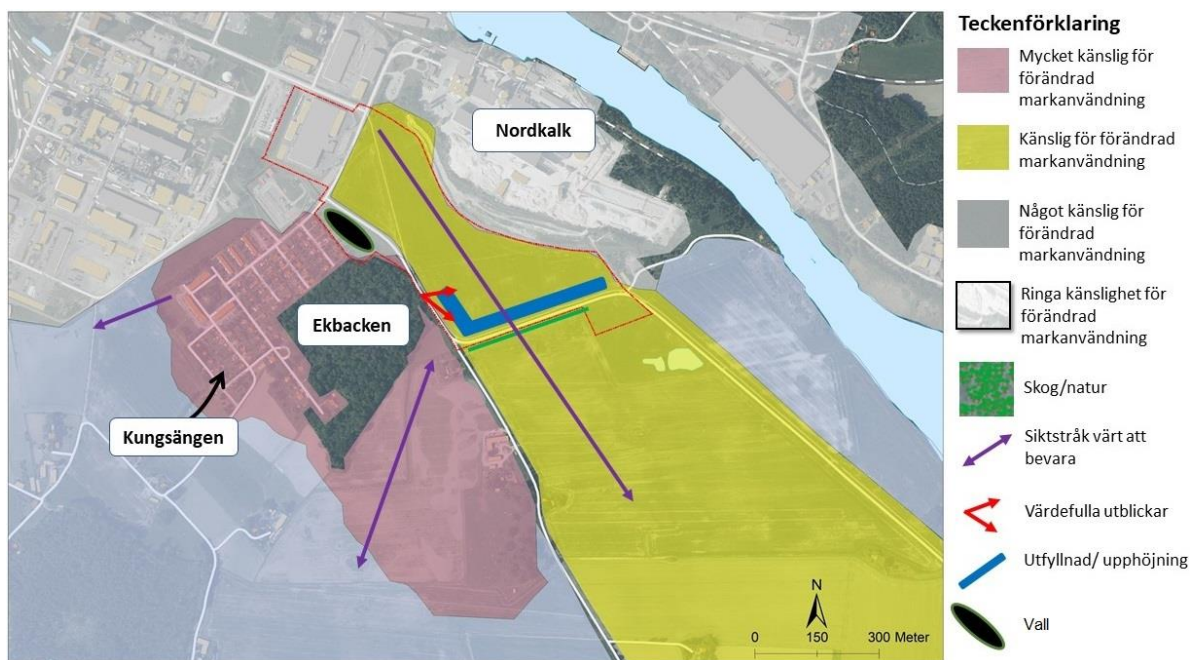 Nordkalk
Ekbacken
Kungsängen
N
0 150 300 Meter
Teckenförklaring
Mycket känslig för
förändrad
markanvändning
Känslig för förändrad
markanvändning
Något känslig för
förändrad
markanvändning
Ringa känslighet för
förändrad
markanvändning
Skog/natur
Siktstråk värt att
bevara
Värdefulla utblickar
Utfyllnad/ upphöjning
Vall